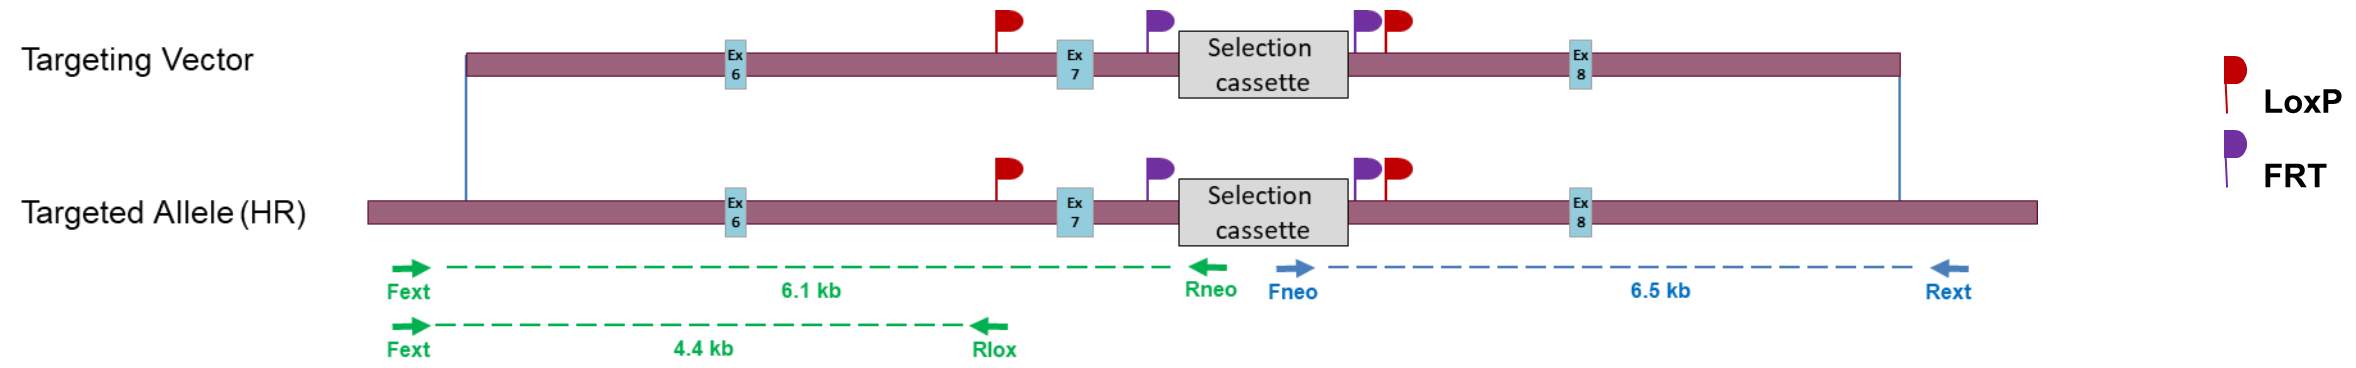 Targeting Vector
Ex
6
Ex
7
Selection
cassette
Ex
8
LoxP
FRT
Targeted Allele (HR)
Ex
6
Ex
7
Selection
cassette
Ex
8
Fext
6.1 kb
Rneo
Fneo
6.5 kb
Rext
Fext
4.4 kb
Rlox